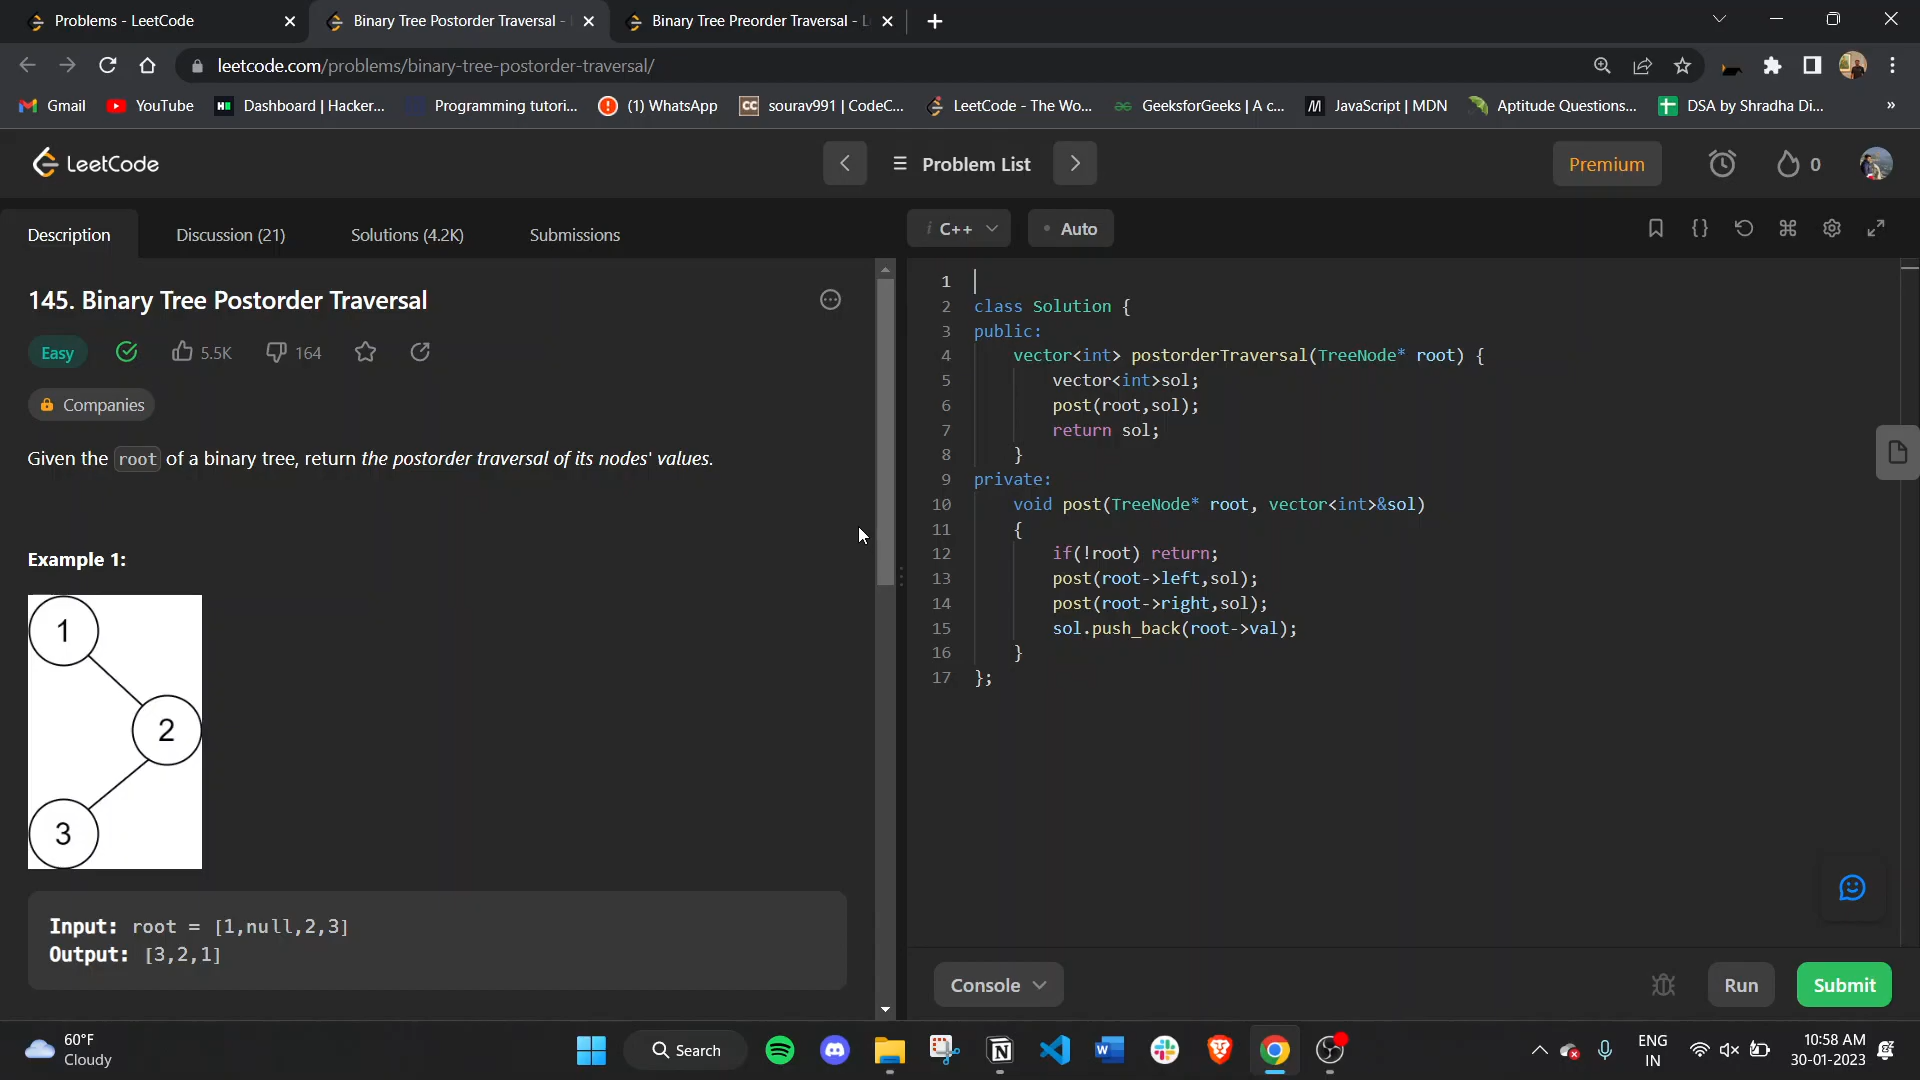 Problems - LeetCode
Binary Tree Postorder Traversal -
Binary Tree Preorder Traversal -
leetcode.com/problems/binary-tree-postorder-traversal/
Gmail
YouTube
Dashboard | Hacker...
Programming tutori...
(1) WhatsApp
sourav991 | CodeC...
LeetCode - The Wo...
GeeksforGeeks | A c...
JavaScript | MDN
Aptitude Questions...
DSA by Shradha Di...
LeetCode
Problem List
Premium
0
Description
Discussion (21)
Solutions (4.2K)
Submissions
145. Binary Tree Postorder Traversal
Easy
5.5K
164
Companies
Given the root of a binary tree, return the postorder traversal of its nodes' values.
Example 1:
1
2
3
Input: root = [1,null,2,3]
Output: [3,2,1]
i C++
Auto
1
2 class Solution {
3 public:
4 vector<int> postorderTraversal(TreeNode* root) {
5 vector<int>sol;
6 post(root,sol);
7 return sol;
8 }
9 private:
10 void post(TreeNode* root, vector<int>&sol)
11 {
12 if(!root) return;
13 post(root->left,sol);
14 post(root->right,sol);
15 sol.push_back(root->val);
16 }
17 };
Console
Run
Submit
60°F
Cloudy
Search
ENG
IN
10:58 AM
30-01-2023